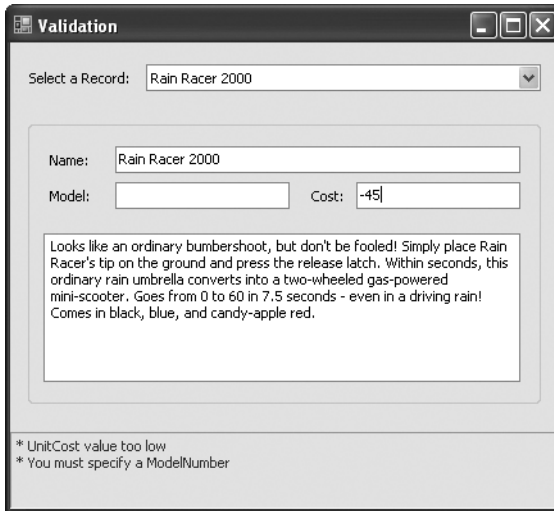 Validation
Select a Record: Rain Racer 2000
Name: Rain Racer 2000
Model: Cost: -45
Looks like an ordinary bumbershoot, but don't be fooled! Simply place Rain
Racer's tip on the ground and press the release latch. Within seconds, this
ordinary rain umbrella converts into a two-wheeled gas-powered
mini-scooter. Goes from 0 to 60 in 7.5 seconds - even in a driving rain!
Comes in black, blue, and candy-apple red.
* UnitCost value too low
* You must specify a ModelNumber